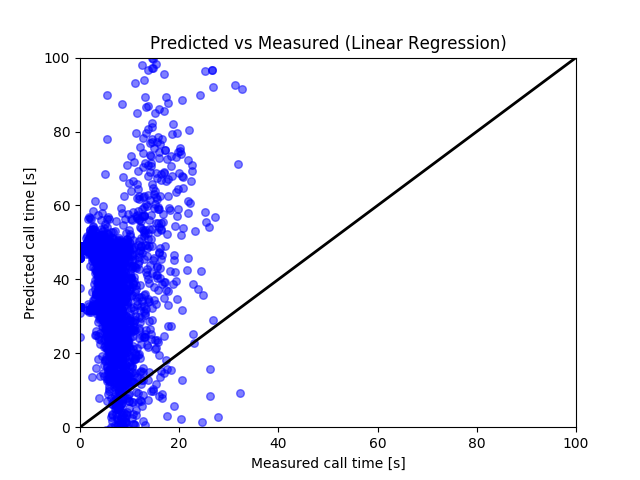 Predicted vs Measured (Linear Regression)
100
80
60
40
20
0
Predicted call time [s]
0 20 40 60 80 100
Measured call time [s]